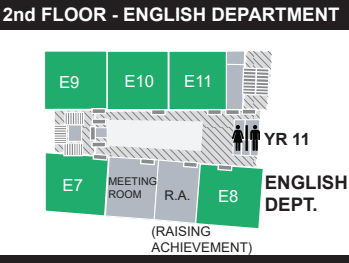 2nd FLOOR - ENGLISH DEPARTMENT
E9
E10
E11
YR 11
E7
MEETING
ROOM
R.A.
E8
ENGLISH
DEPT.
(RAISING
ACHIEVEMENT)